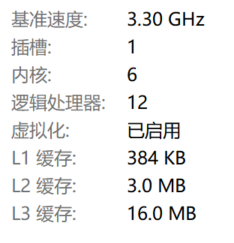 基准速度: 3.30 GHz
插槽: 1
内核: 6
逻辑处理器: 12
虚拟化: 已启用
L1 缓存: 384 KB
L2 缓存: 3.0 MB
L3 缓存: 16.0 MB